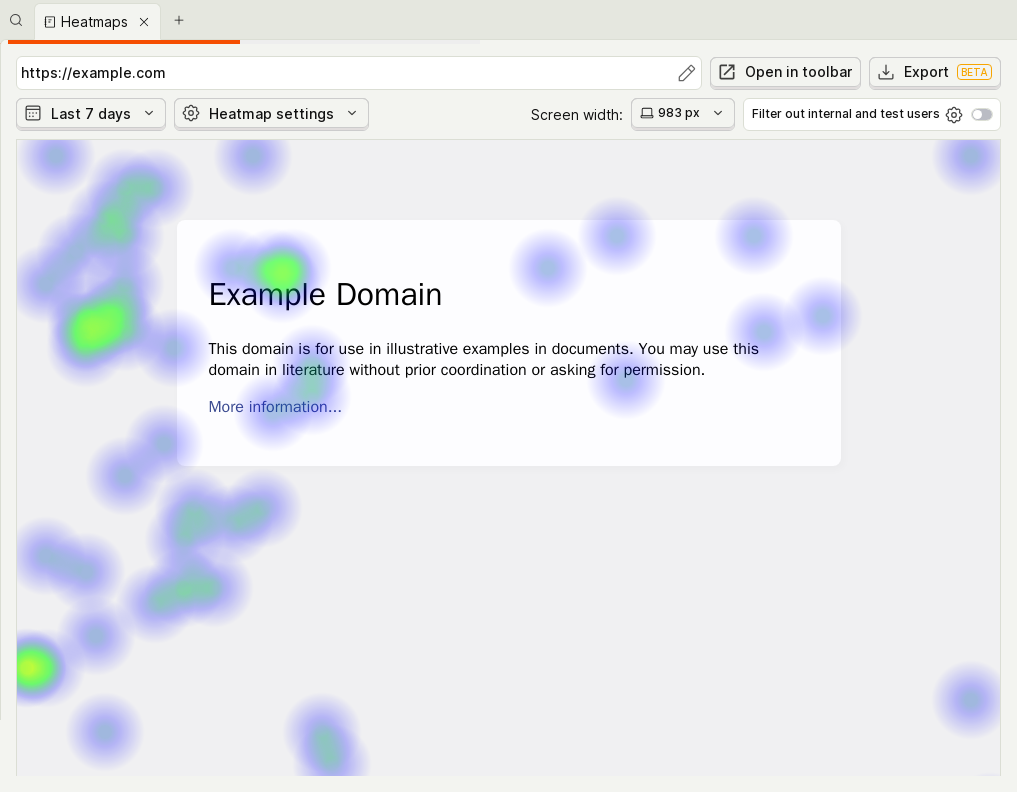 Heatmaps
https://example.com
Open in toolbar
Export BETA
Last 7 days
Heatmap settings
Screen width:
983 px
Filter out internal and test users
Example Domain
This domain is for use in illustrative examples in documents. You may use this
domain in literature without prior coordination or asking for permission.
More information...